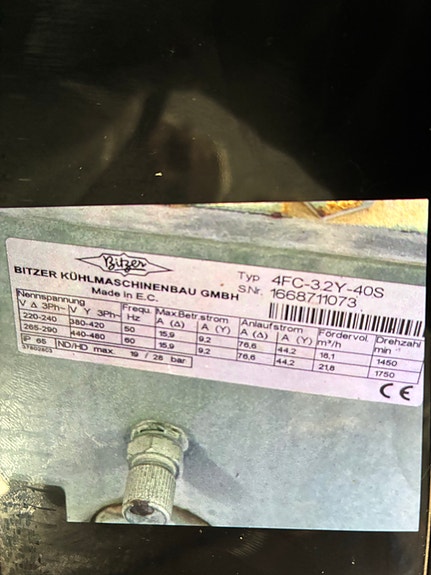 Bitzer
BITZER KÜHLMASCHINENBAU GMBH
Made in E.C.
Typ 4FC-3.2Y-40S
S.Nr. 1668711073
Nennspannung Frequ. Max.Betr.strom Anlaufstrom Fördervol. Drehzahl
V Δ 3Ph~ V Y 3Ph~ Hz A (Δ) A (Y) A (Δ) A (Y) m³/h min⁻¹
220-240 380-420 50 15,9 9,2 76,6 44,2 18,1 1450
265-290 440-480 60 15,9 9,2 76,6 44,2 21,8 1750
IP 65 ND/HD max. 19 / 28 bar
CE